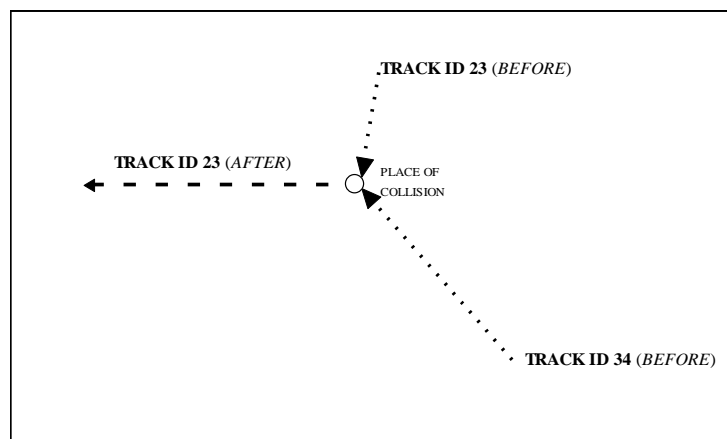 TRACK ID 23 (BEFORE)
TRACK ID 23 (AFTER)
PLACE OF
COLLISION
TRACK ID 34 (BEFORE)